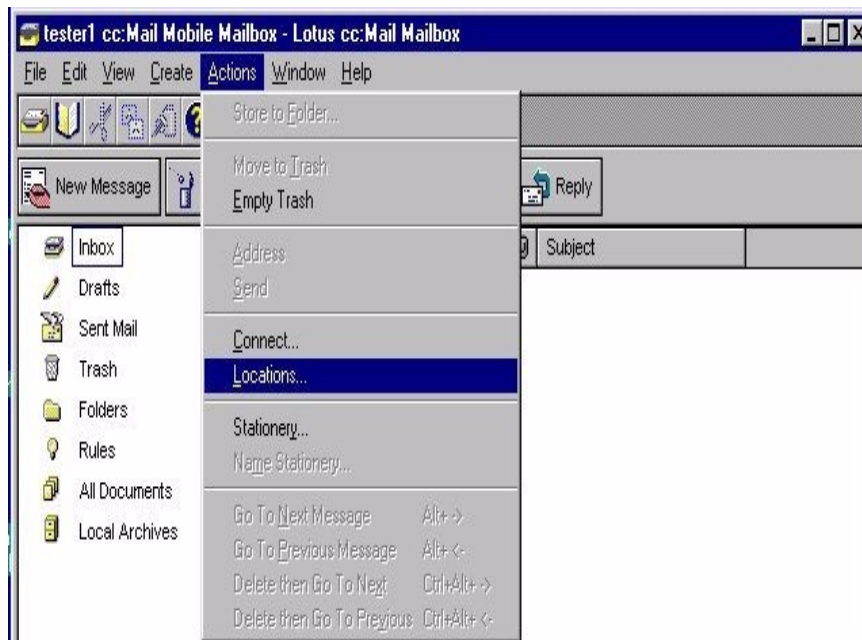 tester1 cc:Mail Mobile Mailbox - Lotus cc:Mail Mailbox
File Edit View Create Actions Window Help
Store to Folder...
Move to Trash
Empty Trash
Address
Send
Connect...
Locations...
Stationery...
Name Stationery...
Go To Next Message Alt+ ->
Go To Previous Message Alt+ <-
Delete then Go To Next Ctrl+Alt+ ->
Delete then Go To Previous Ctrl+Alt+ <-
New Message
Reply
Subject
Inbox
Drafts
Sent Mail
Trash
Folders
Rules
All Documents
Local Archives